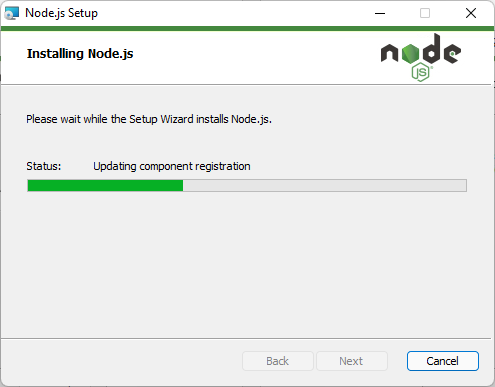 Node.js Setup
Installing Node.js
node
JS
Please wait while the Setup Wizard installs Node.js.
Status: Updating component registration
Back Next Cancel